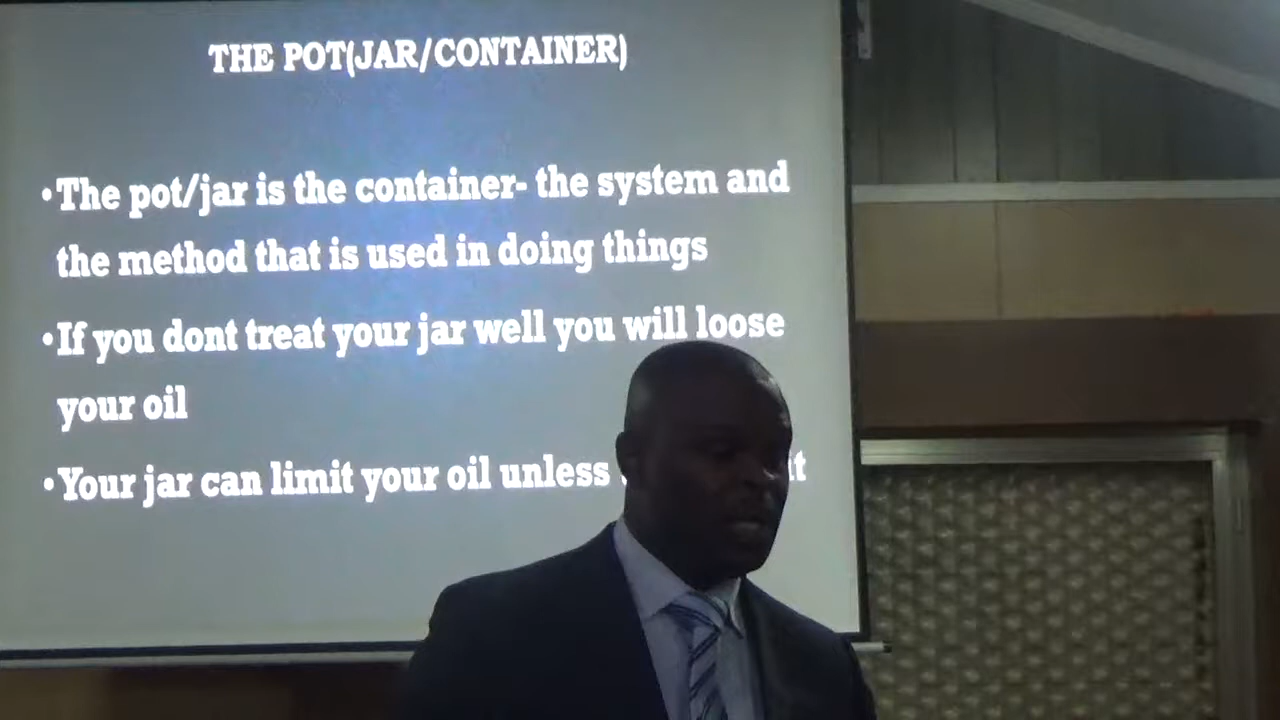 THE POT(JAR/CONTAINER)
•The pot/jar is the container- the system and
the method that is used in doing things
•If you dont treat your jar well you will loose
your oil
•Your jar can limit your oil unless it